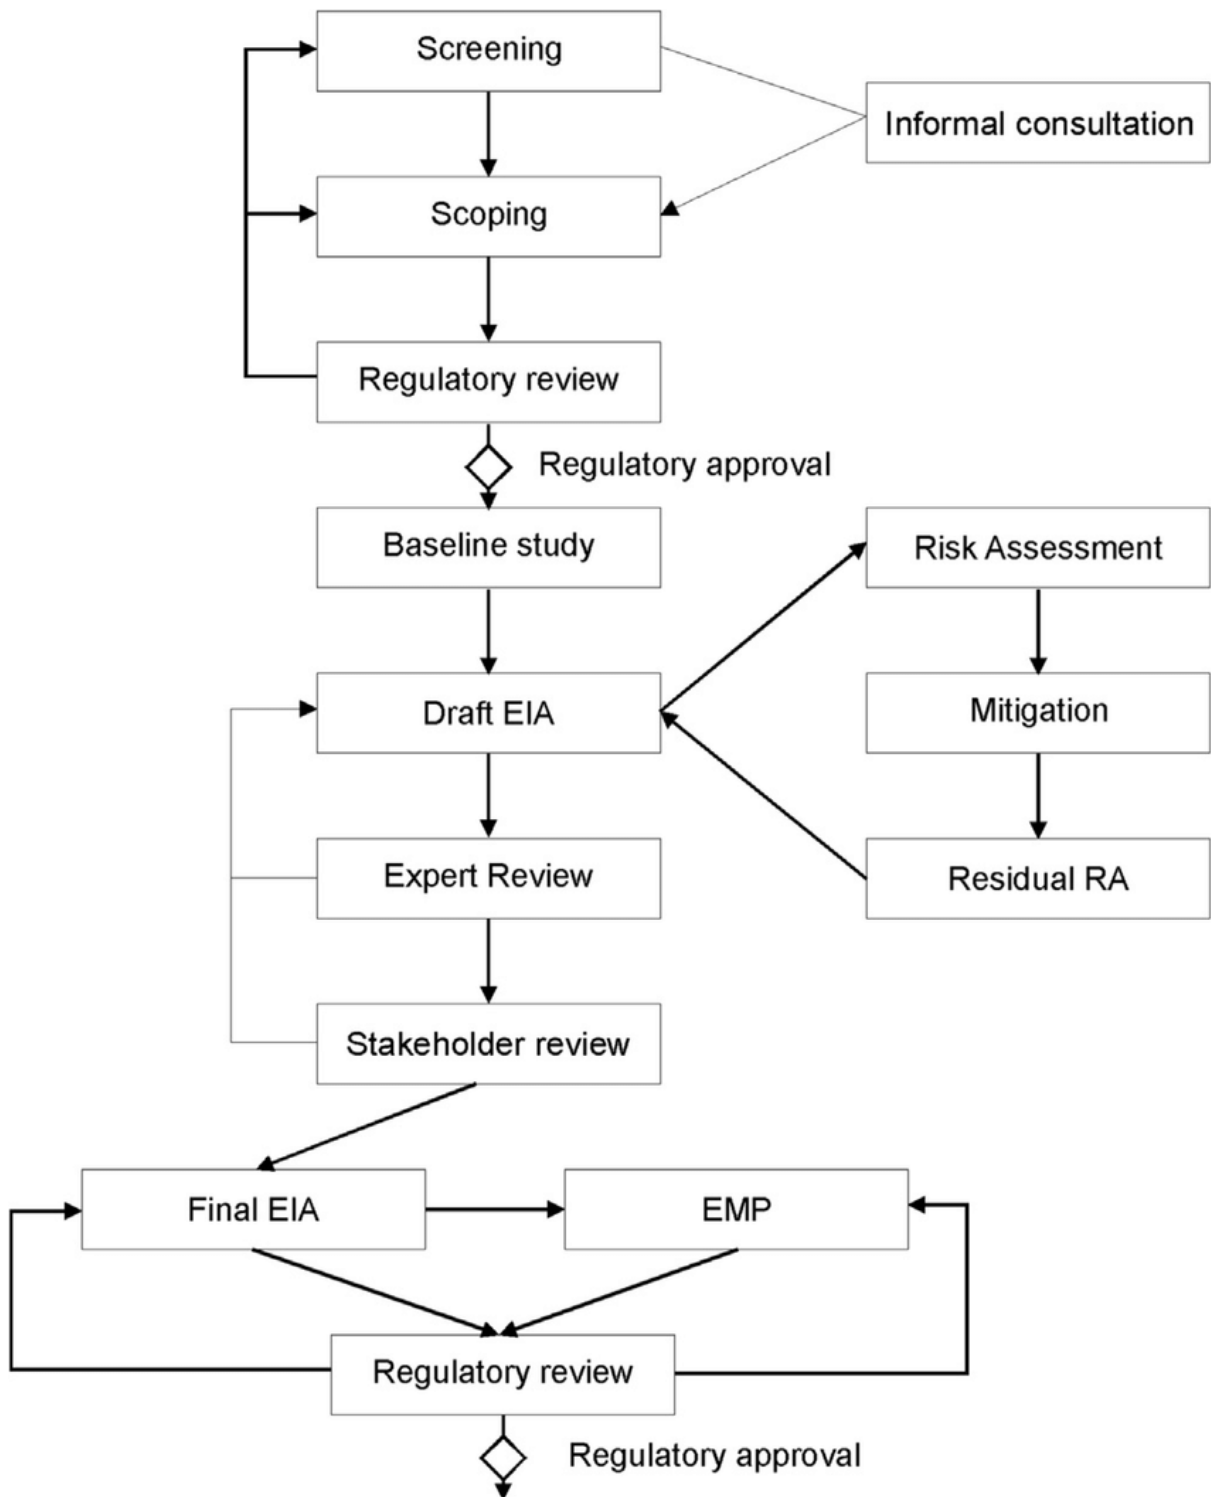 Screening
Informal consultation
Scoping
Regulatory review
Regulatory approval
Baseline study
Risk Assessment
Draft EIA
Mitigation
Expert Review
Residual RA
Stakeholder review
Final EIA
EMP
Regulatory review
Regulatory approval